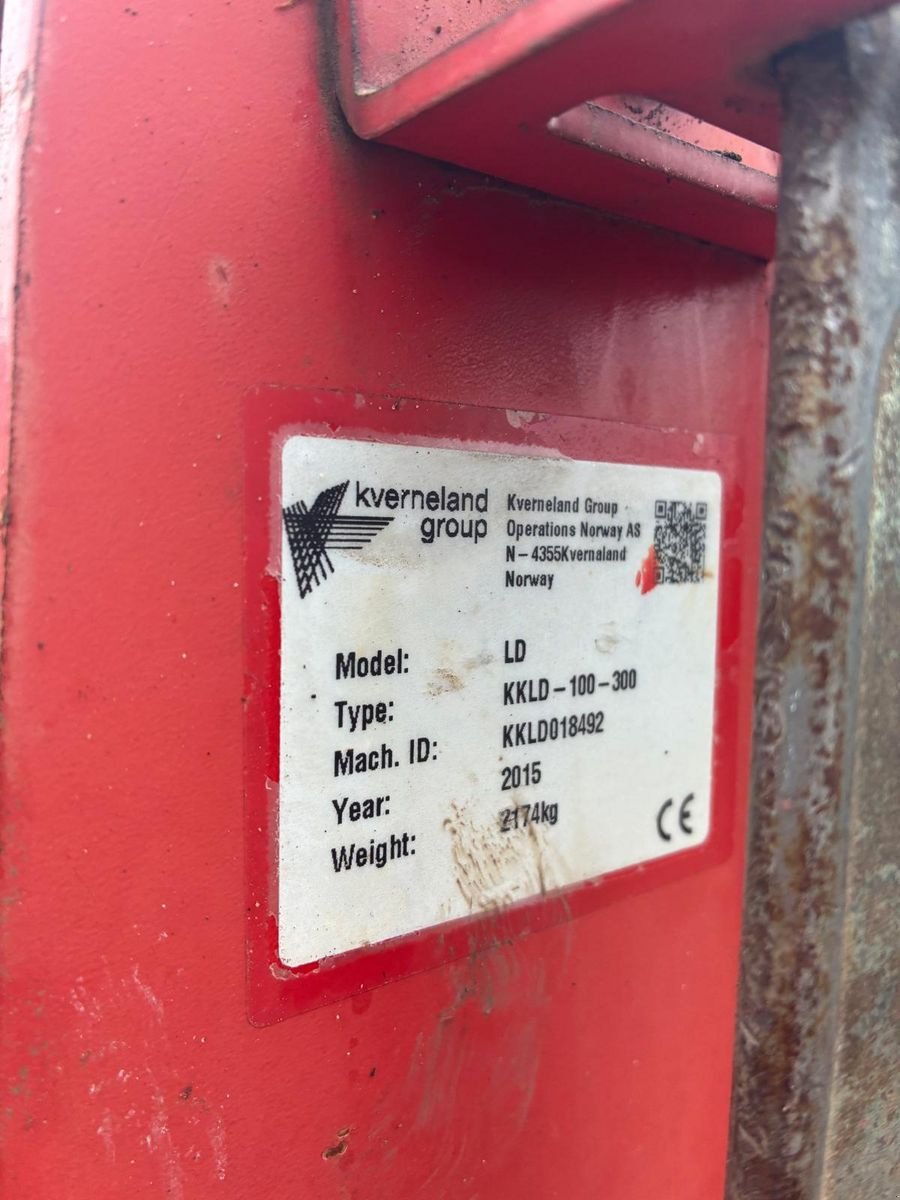 kverneland
group
Kverneland Group
Operations Norway AS
N-4355Kvernaland
Norway
Model: LD
Type: KKLD-100-300
Mach. ID: KKLD018492
Year: 2015
Weight: 2174kg
CE